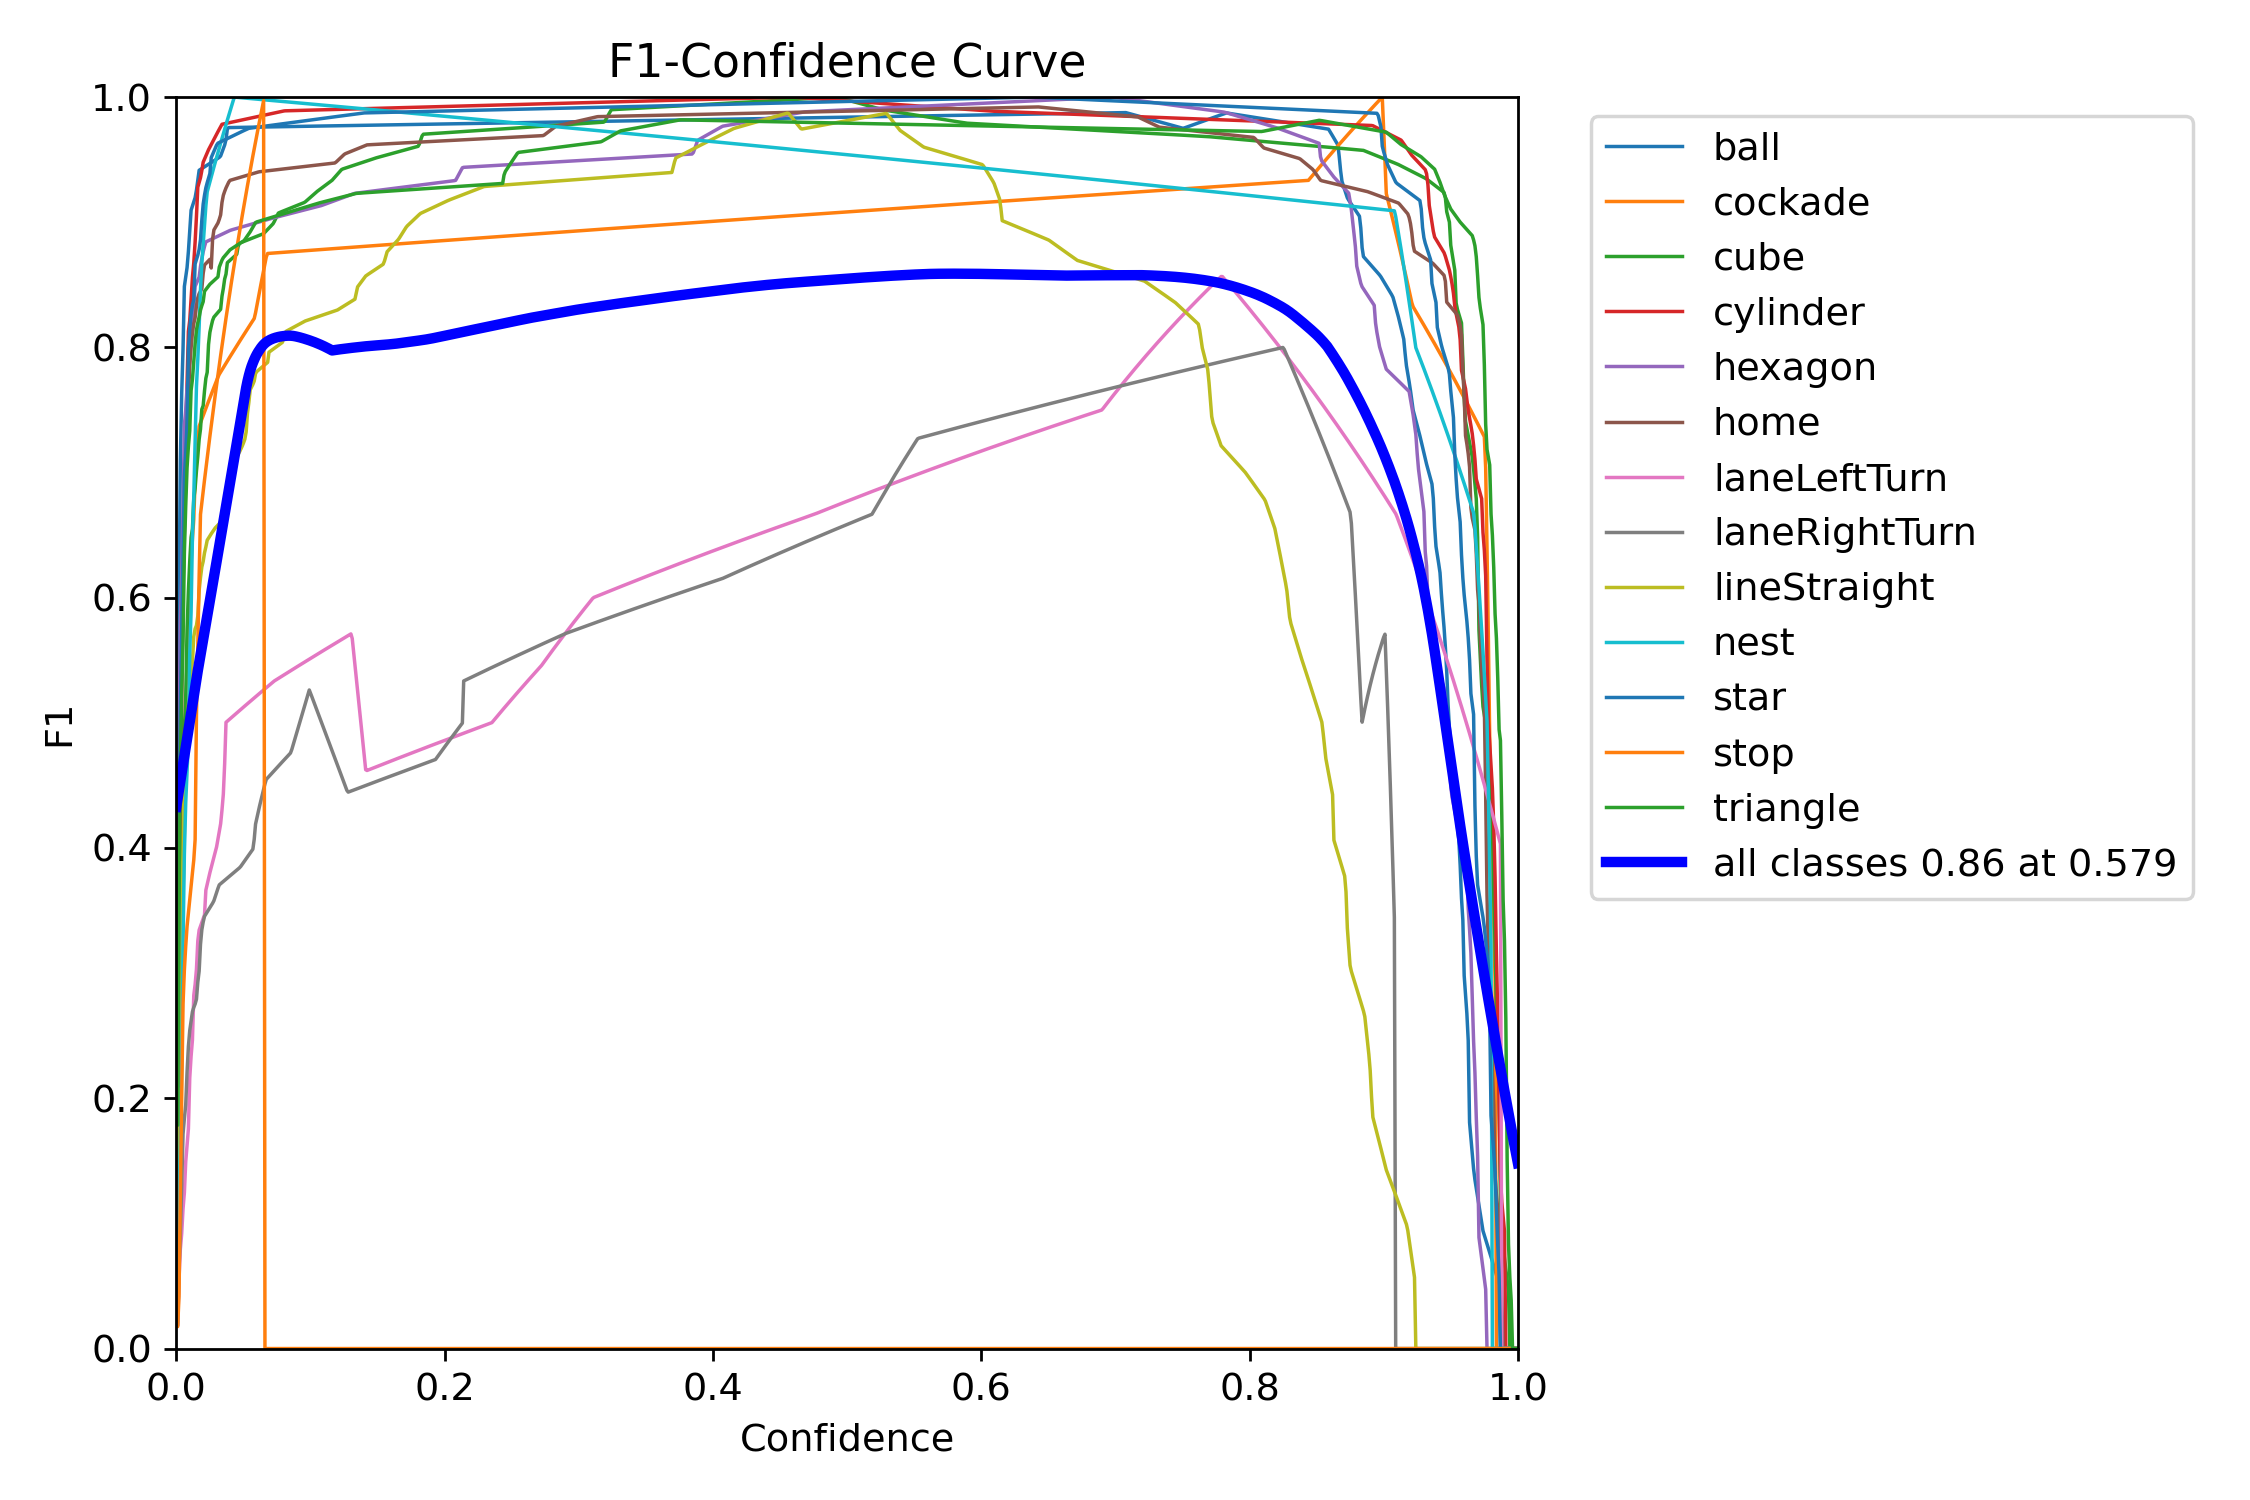 F1-Confidence Curve
1.0
0.8
0.6
0.4
0.2
0.0
F1
0.0 0.2 0.4 0.6 0.8 1.0
Confidence
ball
cockade
cube
cylinder
hexagon
home
laneLeftTurn
laneRightTurn
lineStraight
nest
star
stop
triangle
all classes 0.86 at 0.579